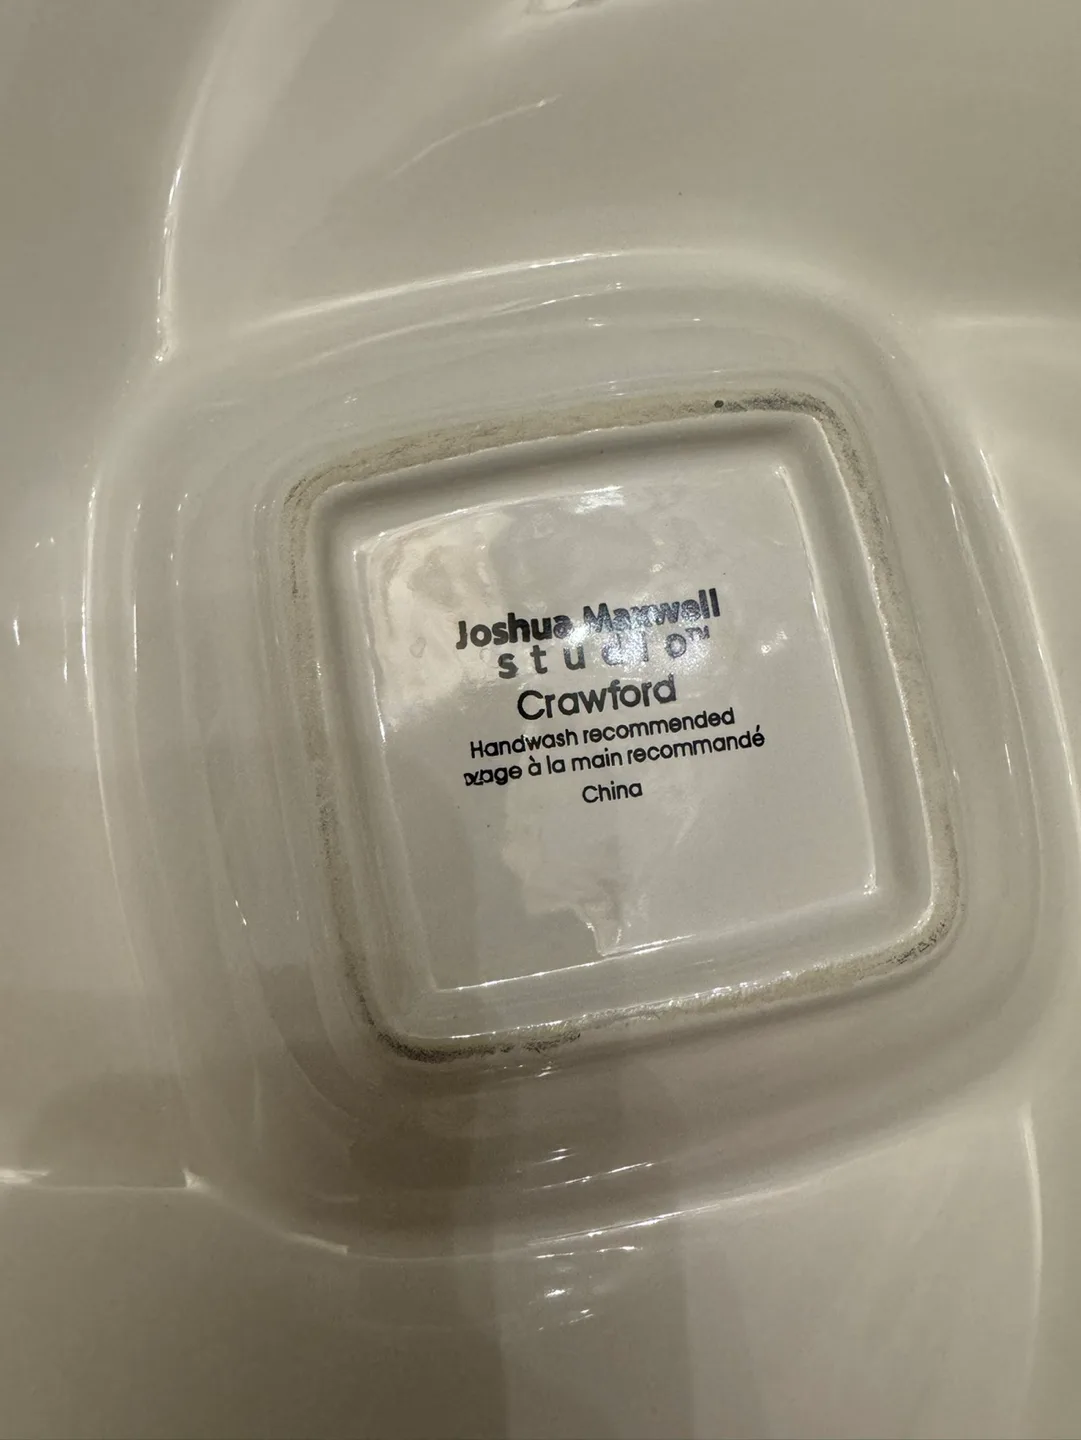 Joshua Maxwell
studio™
Crawford
Handwash recommended
à la main recommandé
China